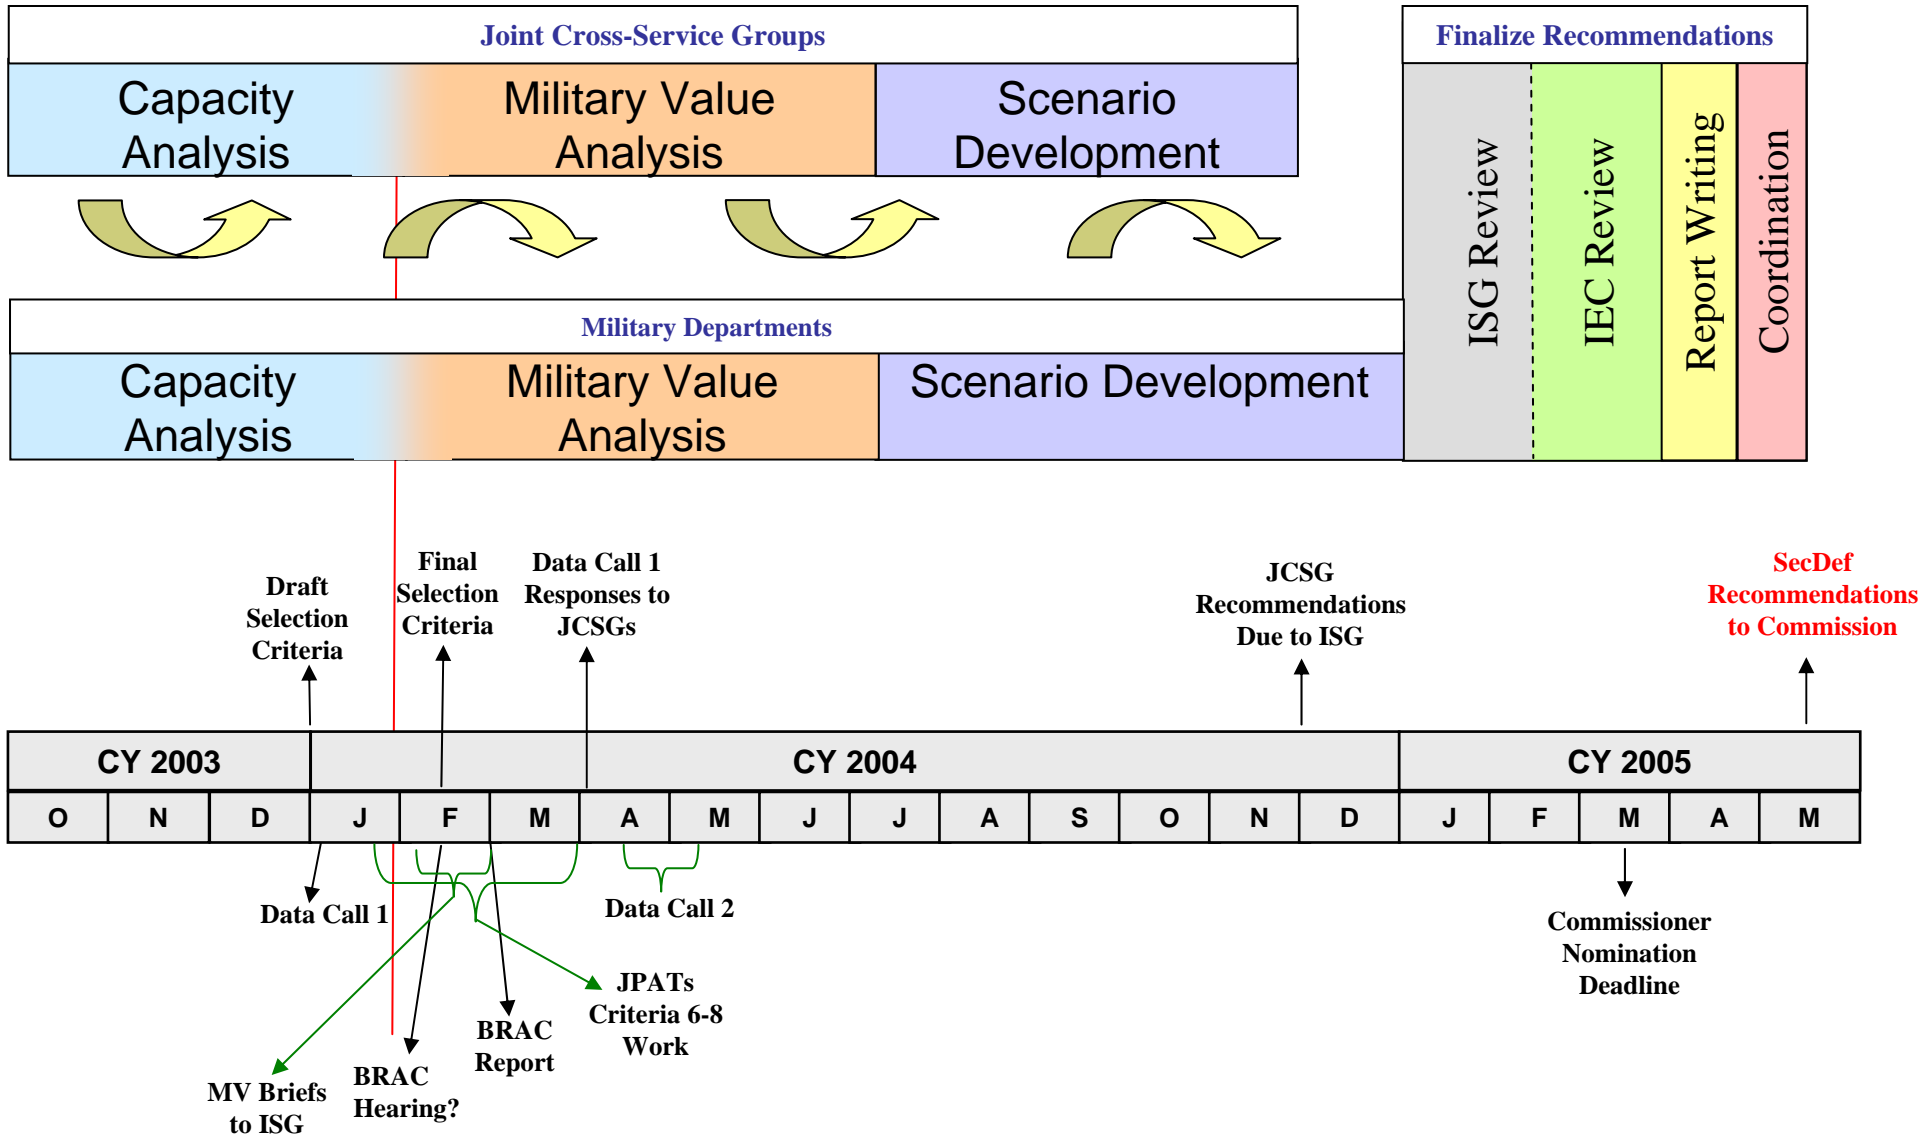 Joint Cross-Service Groups
Finalize Recommendations
Capacity
Analysis
Military Value
Analysis
Scenario
Development
ISG Review
IEC Review
Report Writing
Coordination
Military Departments
Capacity
Analysis
Military Value
Analysis
Scenario Development
Draft
Selection
Criteria
Final
Selection
Criteria
Data Call 1
Responses to
JCSGs
JCSG
Recommendations
Due to ISG
SecDef
Recommendations
to Commission
CY 2003
CY 2004
CY 2005
O N D J F M A M J J A S O N D J F M A M
Data Call 1
Data Call 2
Commissioner
Nomination
Deadline
JPATs
Criteria 6-8
Work
BRAC
Report
BRAC
Hearing?
MV Briefs
to ISG